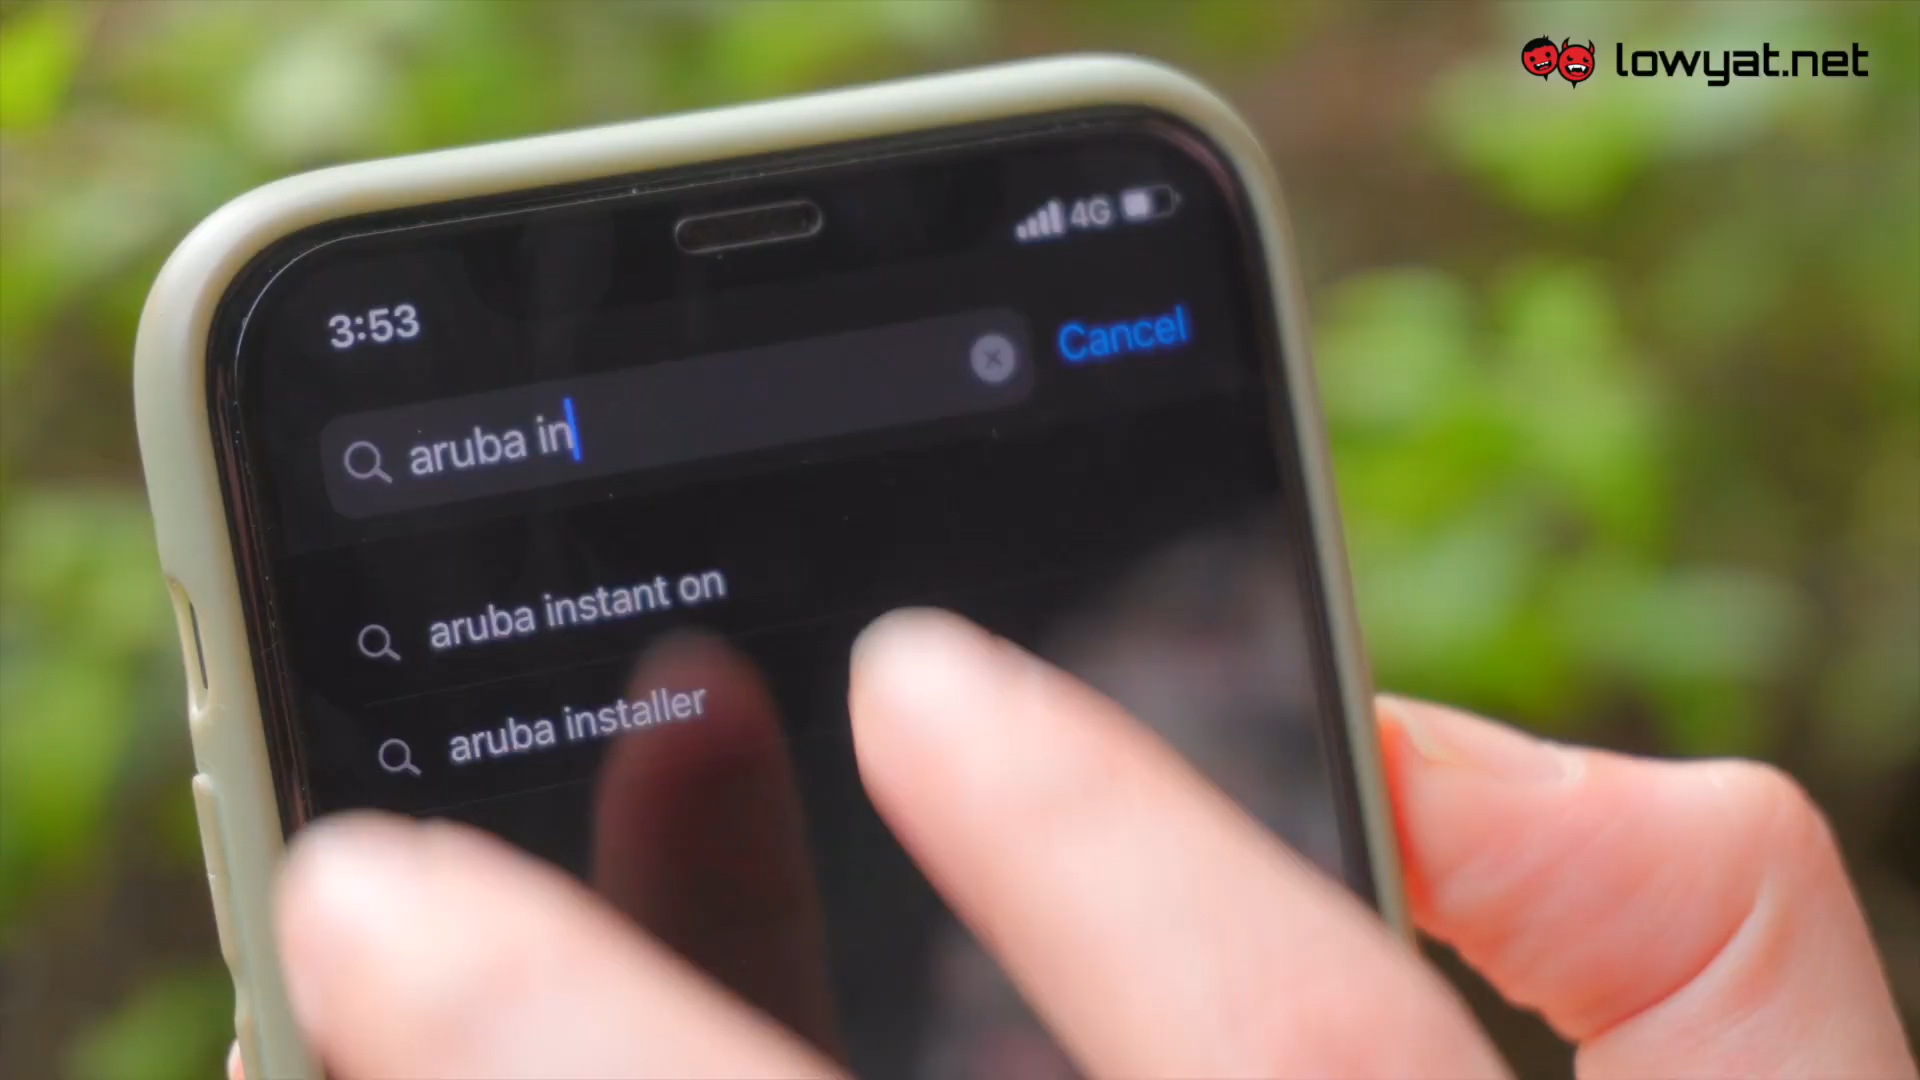 lowyat.net
4G
3:53
Cancel
aruba in
aruba instant on
aruba installer